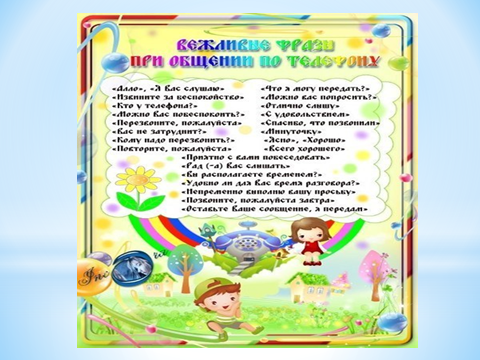 ВЕЖЛИВЫЕ ФРАЗЫ
ПРИ ОБЩЕНИИ ПО ТЕЛЕФОНУ
«Алло», «Я Вас слушаю»
«Извините за беспокойство»
«Кто у телефона?»
«Можно Вас побеспокоить?»
«Перезвоните, пожалуйста»
«Вас не затруднит?»
«Кому надо перезвонить?»
«Повторите, пожалуйста»
«Что я могу передать?»
«Можно вас попросить?»
«Отлично слышу»
«С удовольствием»
«Спасибо, что позвонили»
«Минуточку»
«Ясно», «Хорошо»
«Всего хорошего»
«Приятно с вами побеседовать»
«Рад (-а) Вас слышать»
«Вы располагаете временем?»
«Удобно ли для Вас время разговора?»
«Непременно выполню вашу просьбу»
«Позвоните, пожалуйста завтра»
«Оставьте Ваше сообщение, я передам»